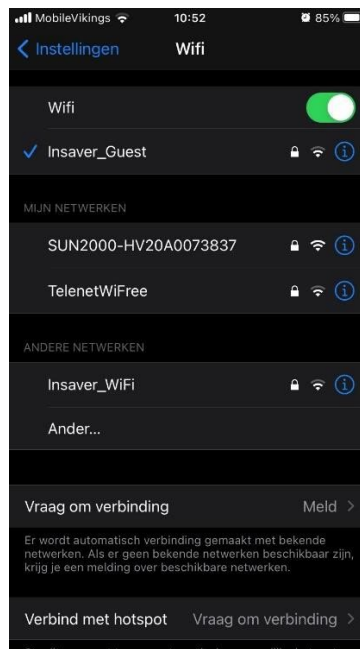 MobileVikings 10:52 85%
Instellingen Wifi
Wifi
Insaver_Guest
MIJN NETWERKEN
SUN2000-HV20A0073837
TelenetWiFree
ANDERE NETWERKEN
Insaver_WiFi
Ander...
Vraag om verbinding Meld
Er wordt automatisch verbinding gemaakt met bekende
netwerken. Als er geen bekende netwerken beschikbaar zijn,
krijg je een melding over beschikbare netwerken.
Verbind met hotspot Vraag om verbinding